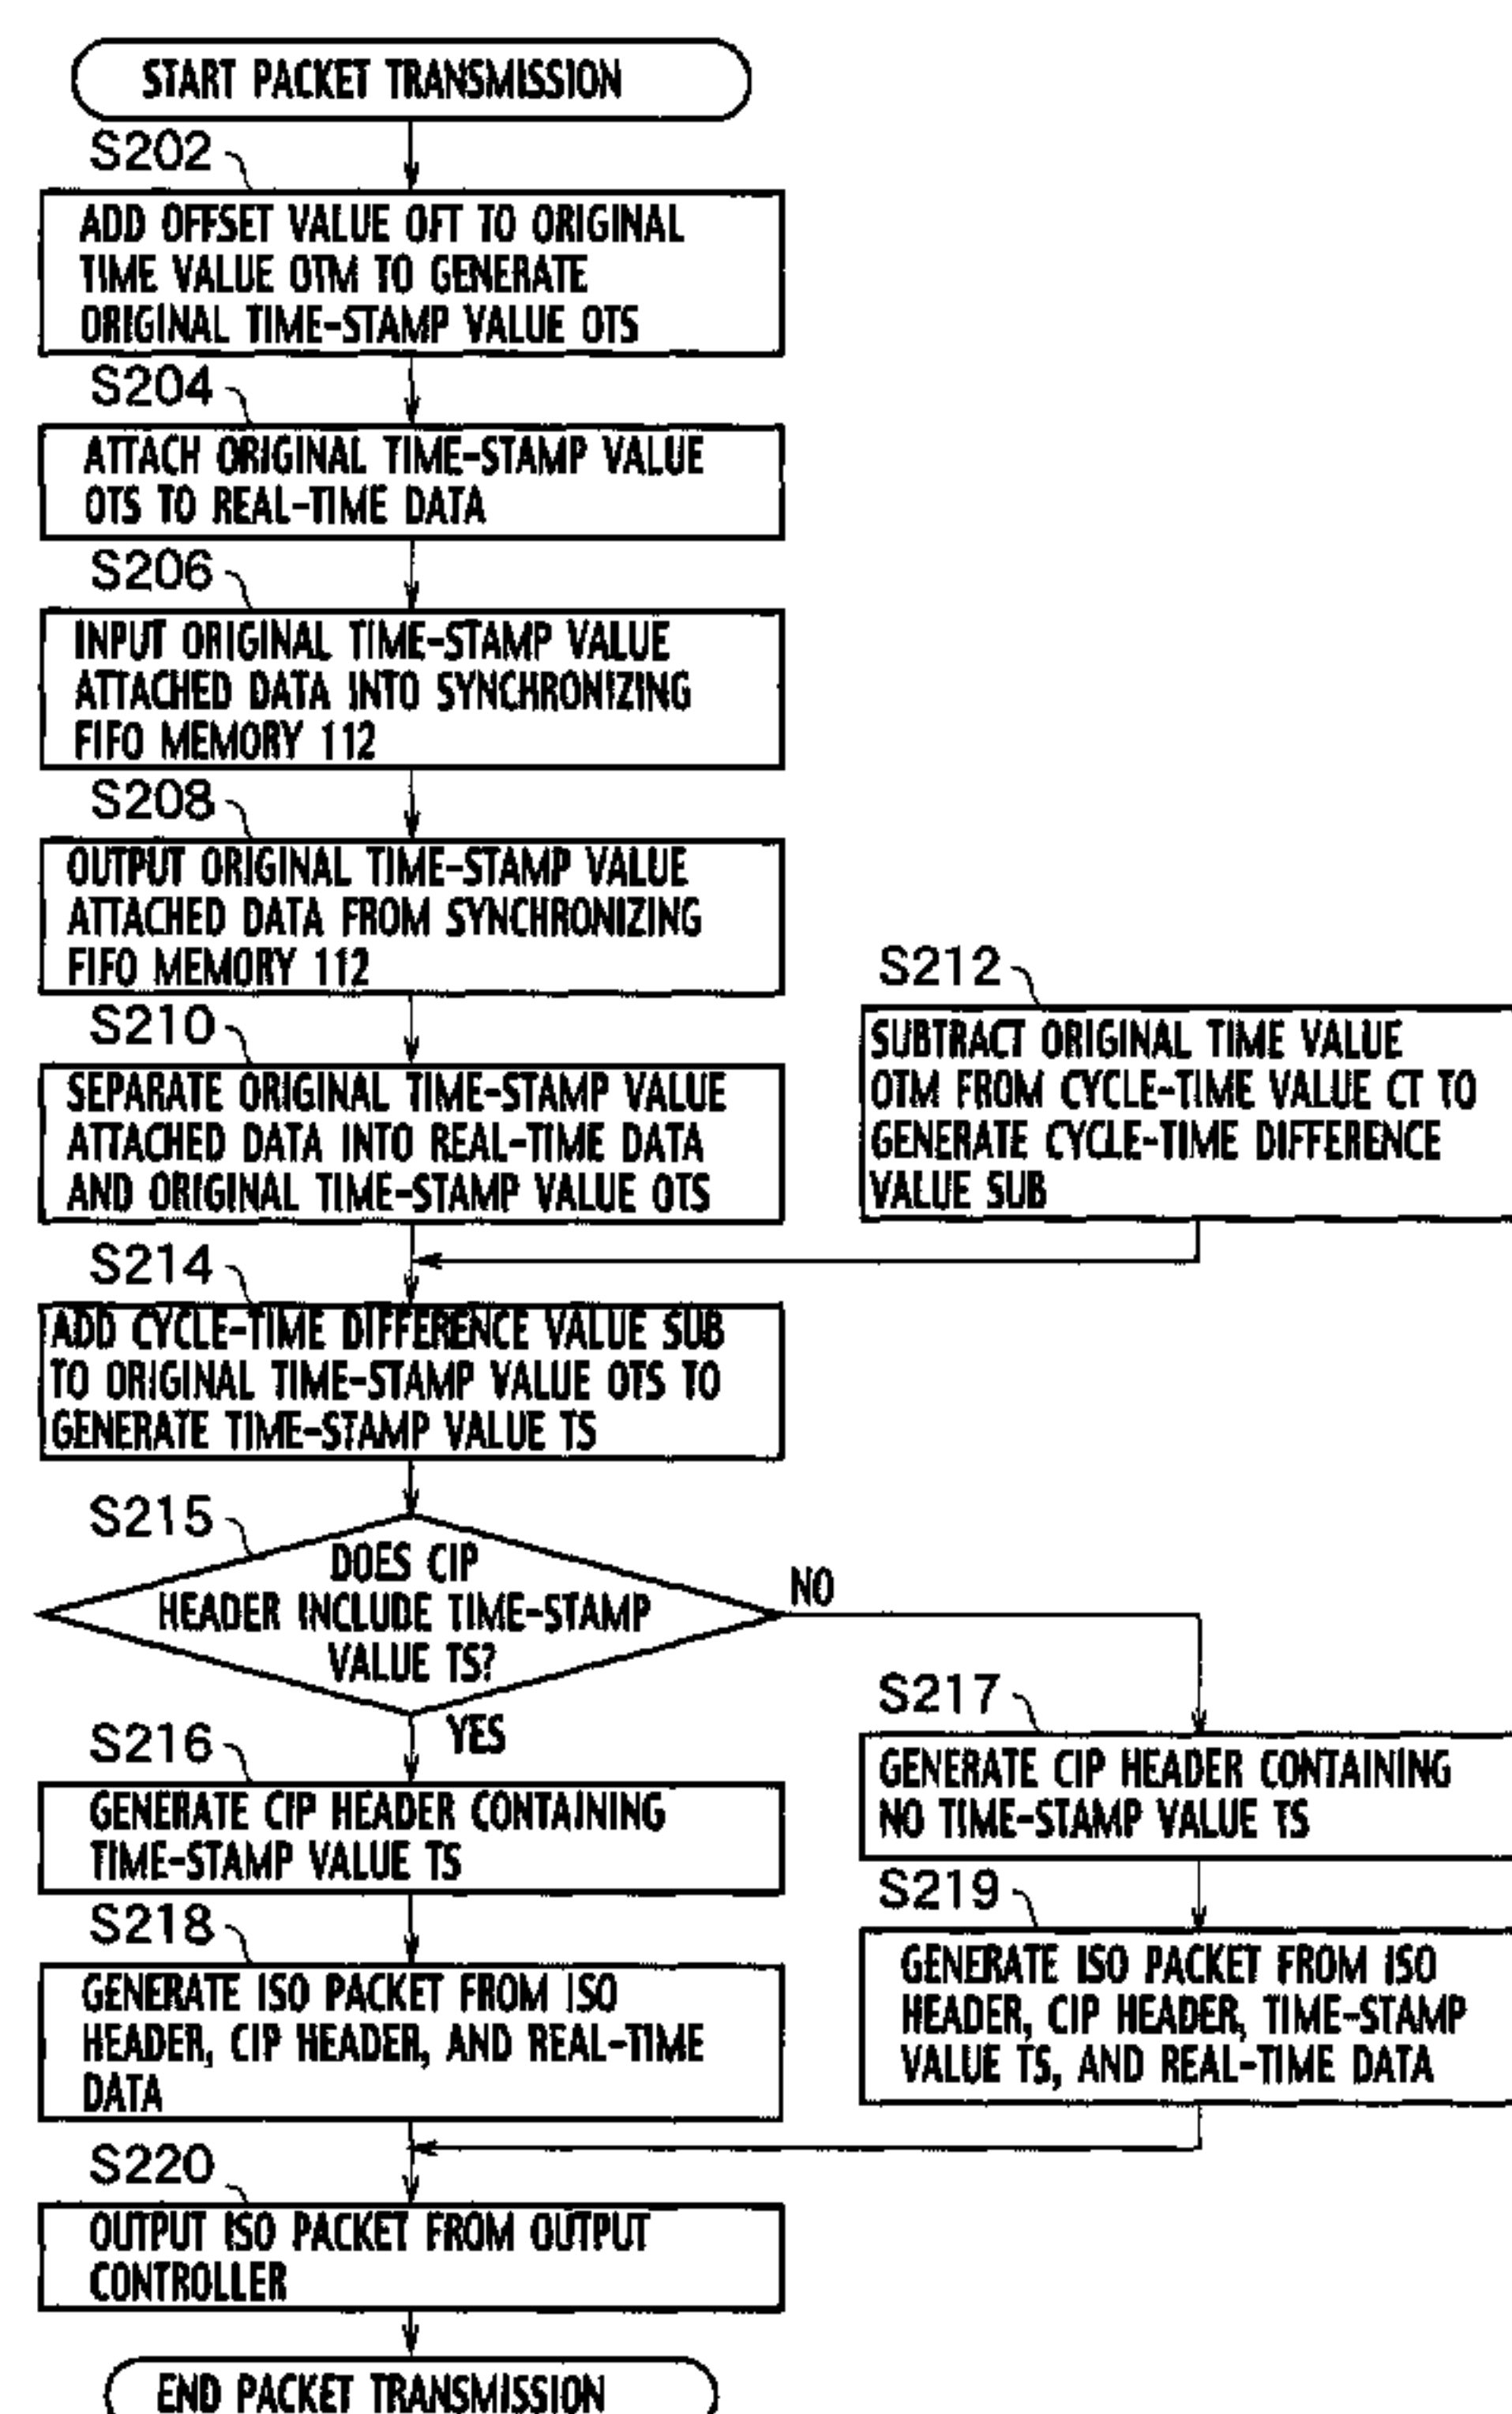 START PACKET TRANSMISSION
S202
ADD OFFSET VALUE OFT TO ORIGINAL
TIME VALUE OTM TO GENERATE
ORIGINAL TIME-STAMP VALUE OTS
S204
ATTACH ORIGINAL TIME-STAMP VALUE
OTS TO REAL-TIME DATA
S206
INPUT ORIGINAL TIME-STAMP VALUE
ATTACHED DATA INTO SYNCHRONIZING
FIFO MEMORY 112
S208
OUTPUT ORIGINAL TIME-STAMP VALUE
ATTACHED DATA FROM SYNCHRONIZING
FIFO MEMORY 112
S210
SEPARATE ORIGINAL TIME-STAMP VALUE
ATTACHED DATA INTO REAL-TIME DATA
AND ORIGINAL TIME-STAMP VALUE OTS
S212
SUBTRACT ORIGINAL TIME VALUE
OTM FROM CYCLE-TIME VALUE CT TO
GENERATE CYCLE-TIME DIFFERENCE
VALUE SUB
S214
ADD CYCLE-TIME DIFFERENCE VALUE SUB
TO ORIGINAL TIME-STAMP VALUE OTS TO
GENERATE TIME-STAMP VALUE TS
S215
DOES CIP
HEADER INCLUDE TIME-STAMP
VALUE TS?
NO
YES
S216
GENERATE CIP HEADER CONTAINING
TIME-STAMP VALUE TS
S217
GENERATE CIP HEADER CONTAINING
NO TIME-STAMP VALUE TS
S218
GENERATE ISO PACKET FROM ISO
HEADER, CIP HEADER, AND REAL-TIME
DATA
S219
GENERATE ISO PACKET FROM ISO
HEADER, CIP HEADER, TIME-STAMP
VALUE TS, AND REAL-TIME DATA
S220
OUTPUT ISO PACKET FROM OUTPUT
CONTROLLER
END PACKET TRANSMISSION